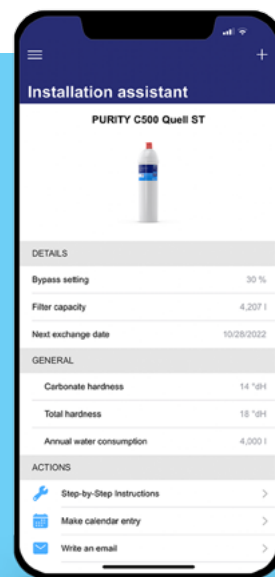 Installation assistant
PURITY C500 Quell ST
DETAILS
Bypass setting 30 %
Filter capacity 4,207 l
Next exchange date 10/28/2022
GENERAL
Carbonate hardness 14 °dH
Total hardness 18 °dH
Annual water consumption 4,000 l
ACTIONS
Step-by-Step Instructions
Make calendar entry
Write an email